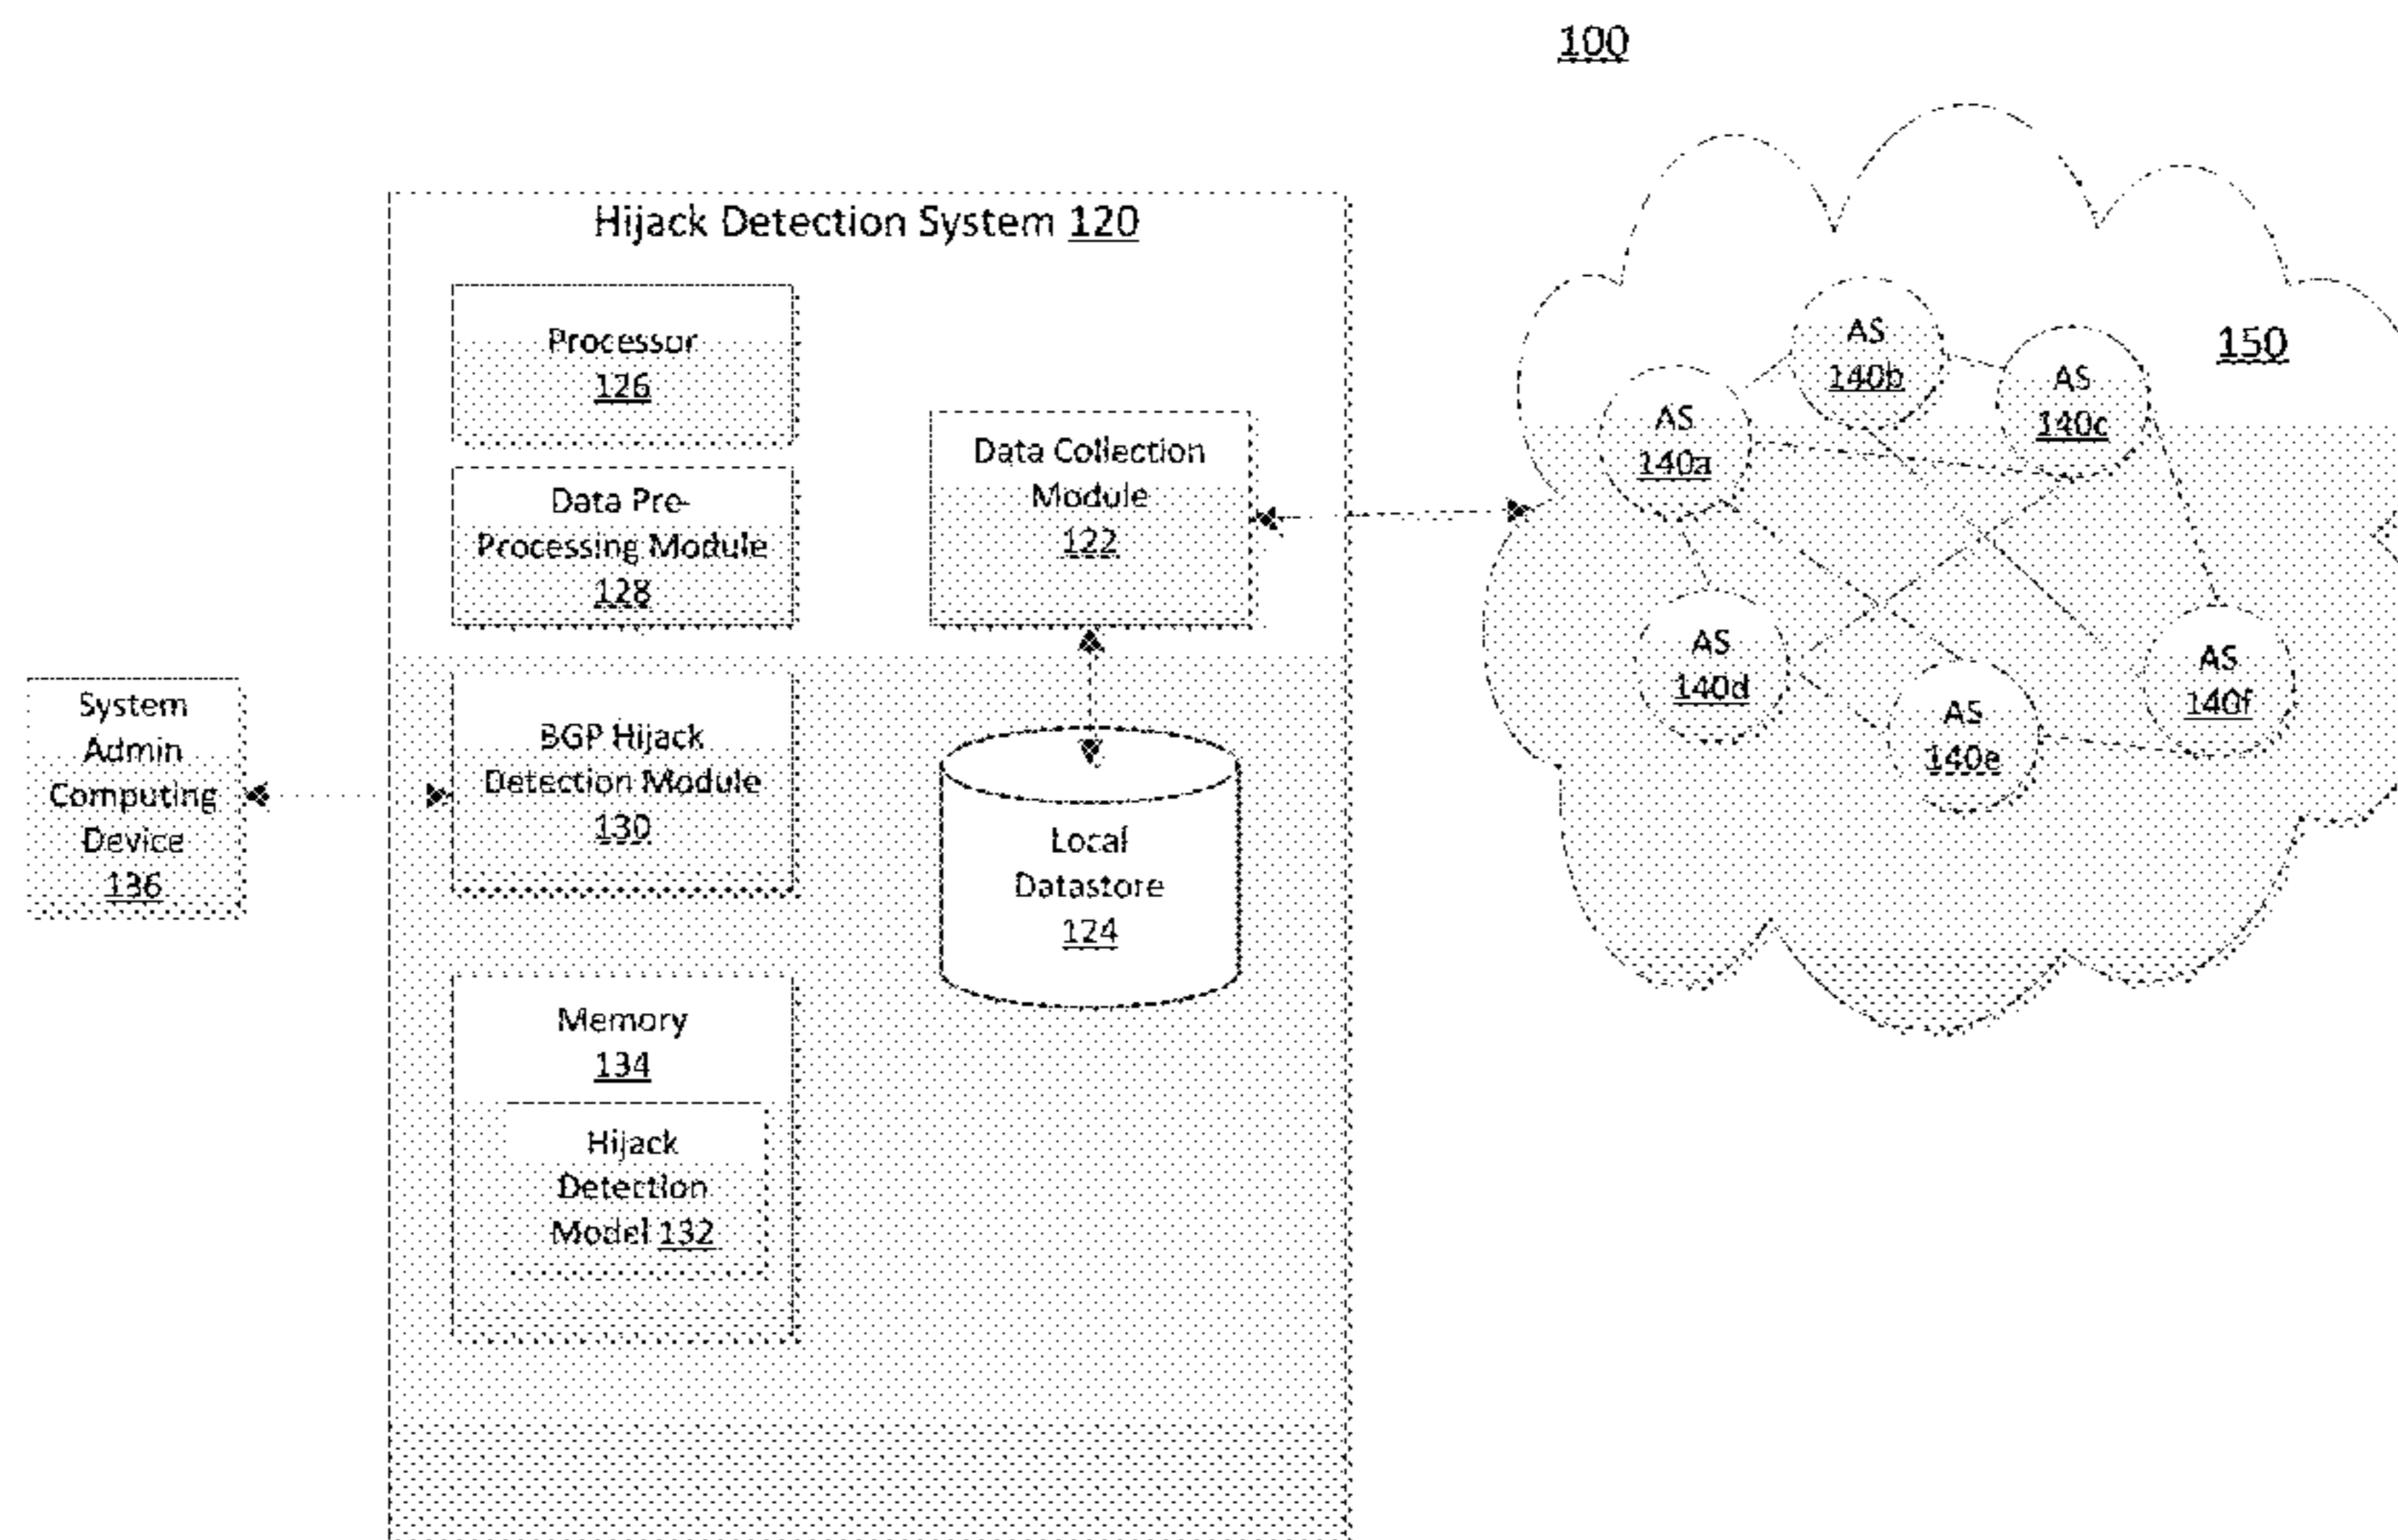 100
Hijack Detection System 120
Processor
126
Data Pre-
Processing Module
128
BGP Hijack
Detection Module
130
Memory
134
Hijack
Detection
Model 132
Data Collection
Module
122
Local
Datastore
124
System
Admin
Computing
Device
136
150
AS
140a
AS
140b
AS
140c
AS
140d
AS
140e
AS
140f